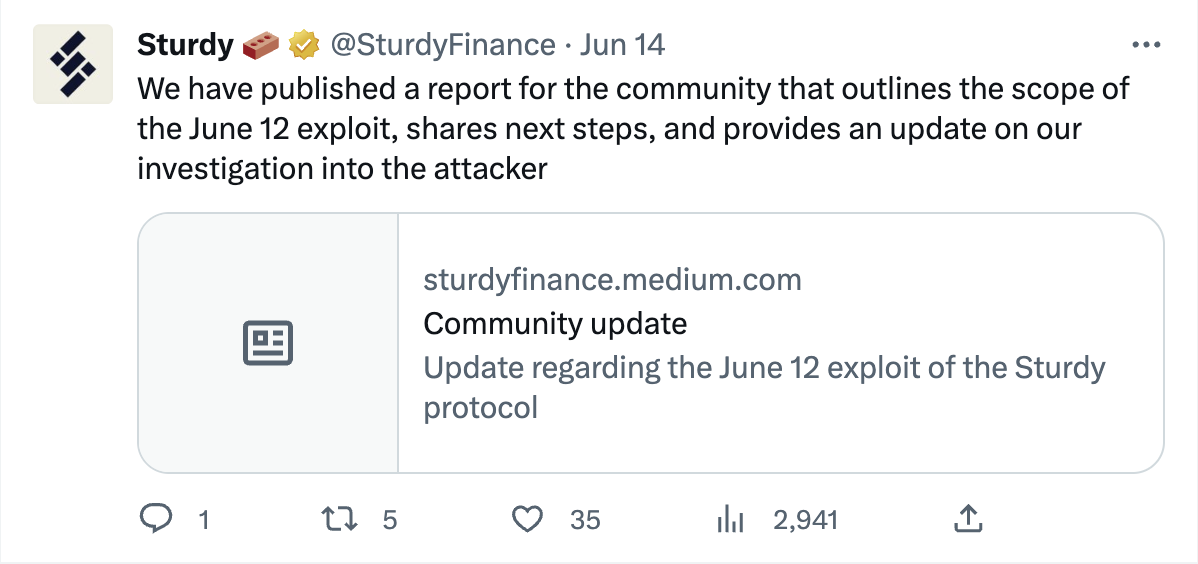 Sturdy 🧱 @SturdyFinance · Jun 14
We have published a report for the community that outlines the scope of
the June 12 exploit, shares next steps, and provides an update on our
investigation into the attacker
sturdyfinance.medium.com
Community update
Update regarding the June 12 exploit of the Sturdy
protocol
1 5 35 2,941